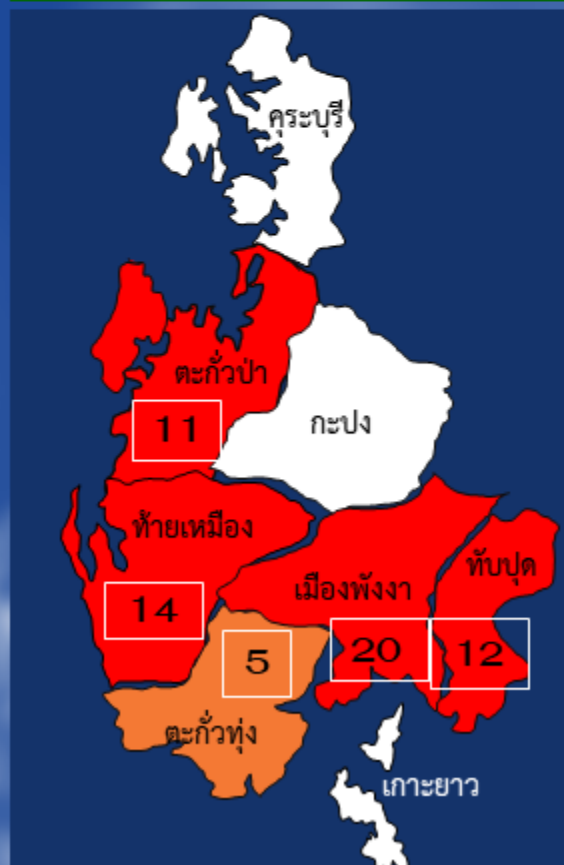 คุระบุรี
ตะกั่วป่า
11
กะปง
ท้ายเหมือง
14
เมืองพังงา
ทับปุด
20
12
5
ตะกั่วทุ่ง
เกาะยาว